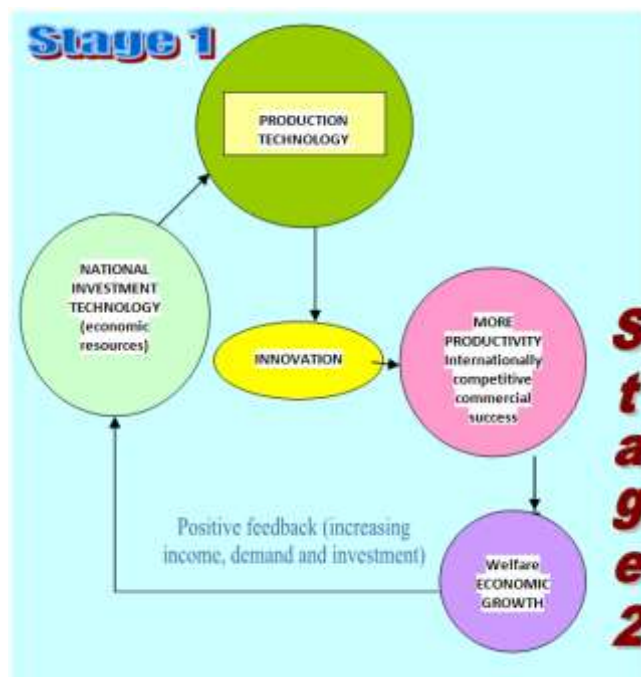 Stage 1
PRODUCTION
TECHNOLOGY
NATIONAL
INVESTMENT
TECHNOLOGY
(economic
resources)
INNOVATION
MORE
PRODUCTIVITY
Internationally
competitive
commercial
success
Positive feedback (increasing
income, demand and investment)
Welfare
ECONOMIC
GROWTH
Stage 2